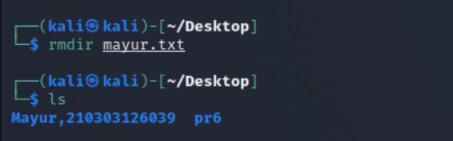 ┌──(kali㉿kali)-[~/Desktop]
└─$ rmdir mayur.txt
┌──(kali㉿kali)-[~/Desktop]
└─$ ls
Mayur,210303126039  pr6